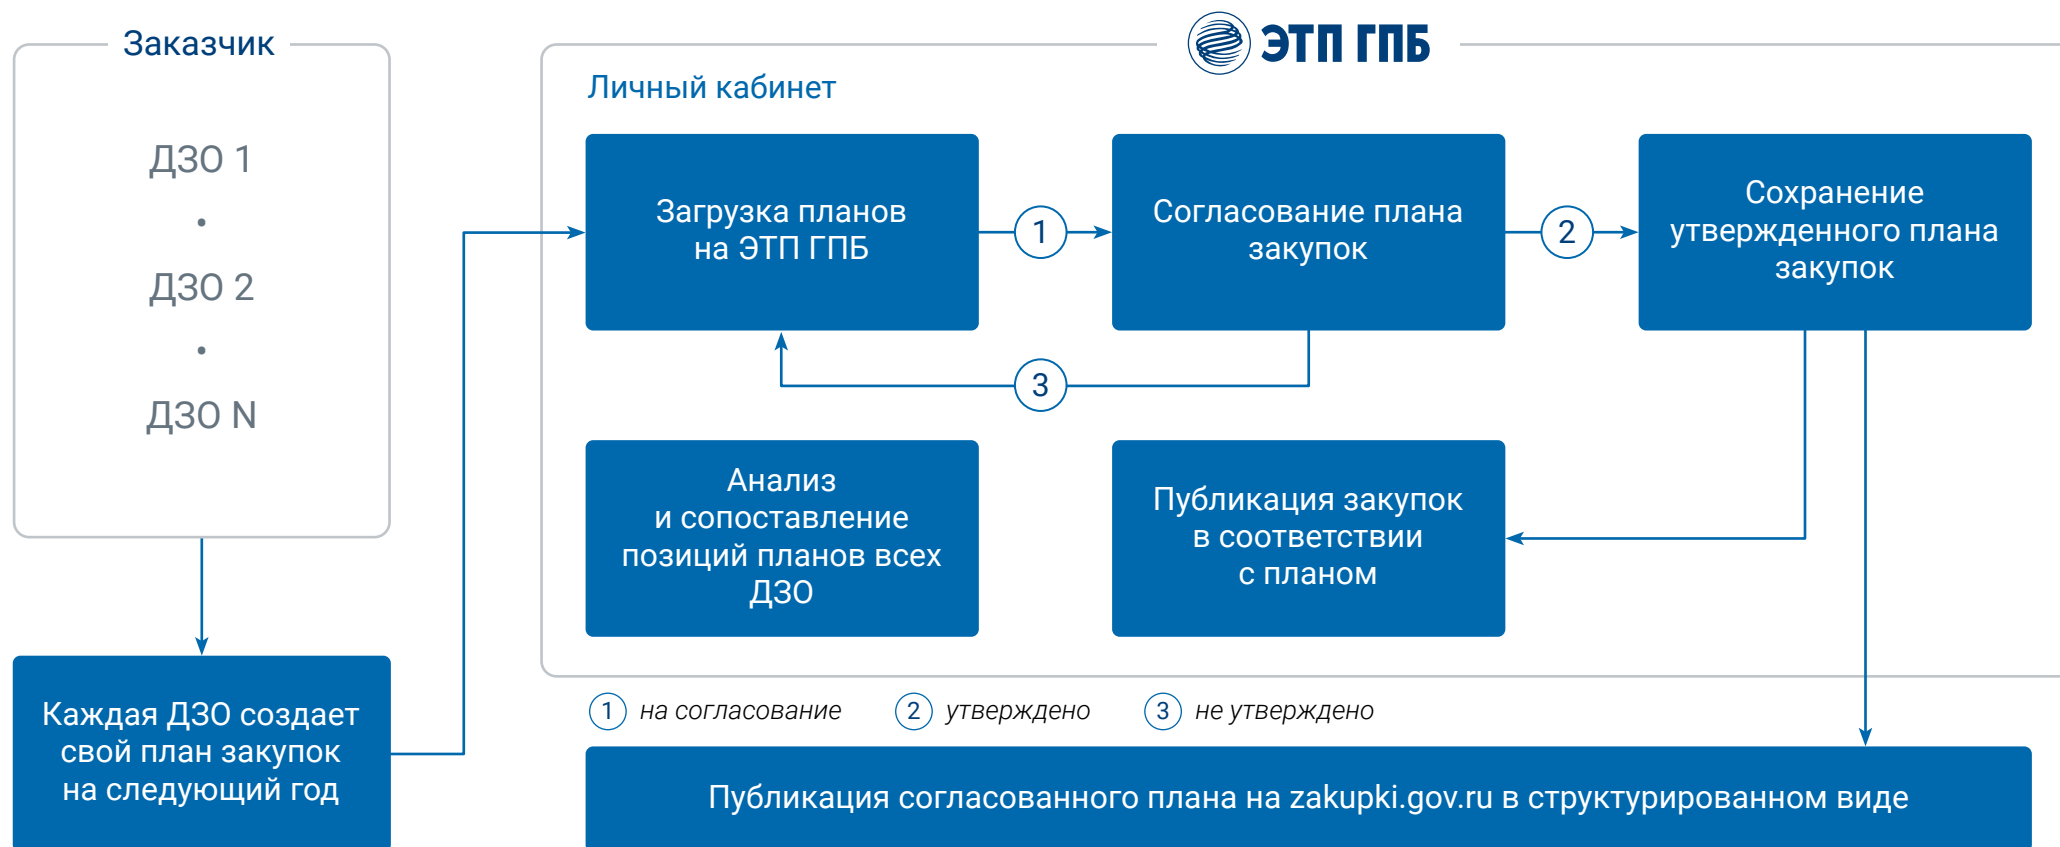 Заказчик
ДЗО 1
•
ДЗО 2
•
ДЗО N
Каждая ДЗО создает
свой план закупок
на следующий год
ЭТП ГПБ
Личный кабинет
Загрузка планов
на ЭТП ГПБ
1
Согласование плана
закупок
2
Сохранение
утвержденного плана
закупок
3
Анализ
и сопоставление
позиций планов всех
ДЗО
Публикация закупок
в соответствии
с планом
1 на согласование
2 утверждено
3 не утверждено
Публикация согласованного плана на zakupki.gov.ru в структурированном виде